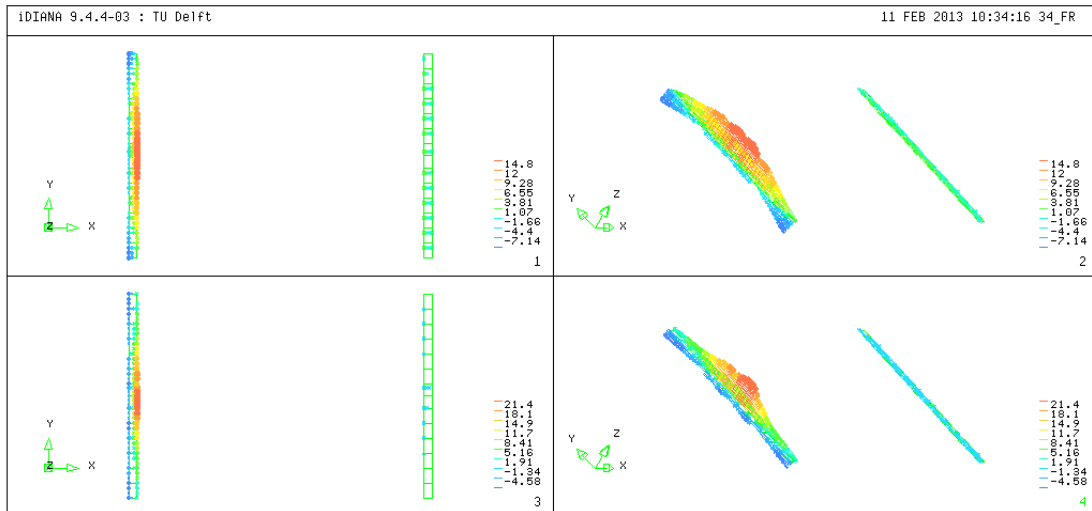 iDIANA 9.4.4-03 : TU Delft
11 FEB 2013 10:34:16 34_FR
14.8
12
9.28
6.55
3.81
1.07
-1.66
-4.4
-7.14
Y
Z
X
1
14.8
12
9.28
6.55
3.81
1.07
-1.66
-4.4
-7.14
Y
Z
X
2
21.4
18.1
14.9
11.7
8.41
5.16
1.91
-1.34
-4.58
Y
Z
X
3
21.4
18.1
14.9
11.7
8.41
5.16
1.91
-1.34
-4.58
Y
Z
X
4